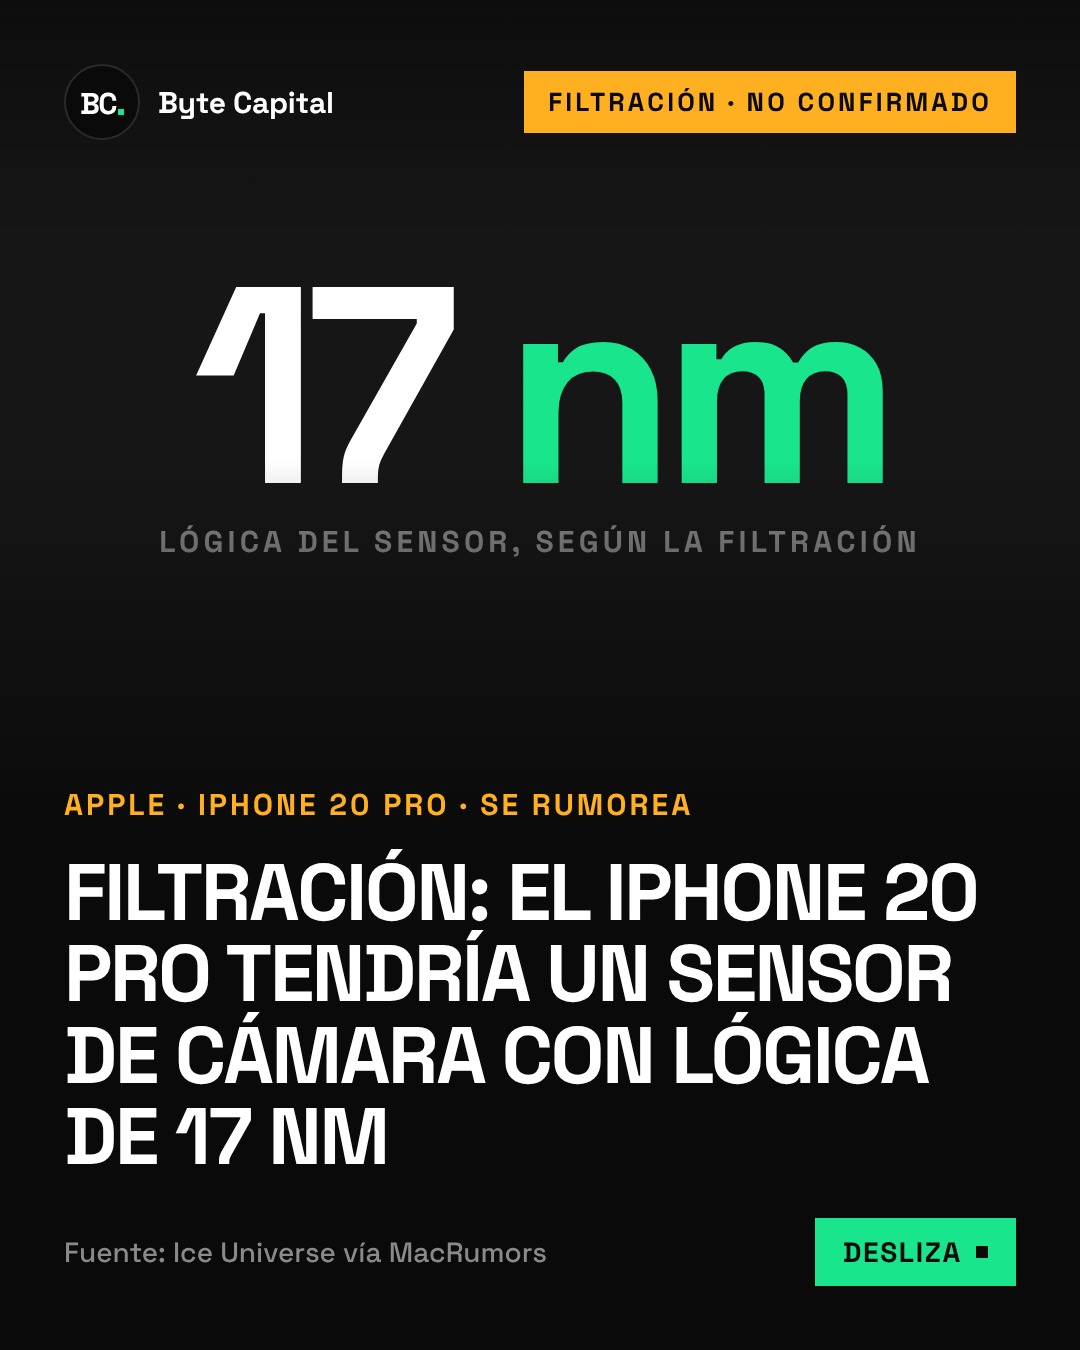 BC.
Byte Capital
FILTRACIÓN · NO CONFIRMADO
17 nm
LÓGICA DEL SENSOR, SEGÚN LA FILTRACIÓN
APPLE · IPHONE 20 PRO · SE RUMOREA
FILTRACIÓN: EL IPHONE 20
PRO TENDRÍA UN SENSOR
DE CÁMARA CON LÓGICA
DE 17 NM
Fuente: Ice Universe vía MacRumors
DESLIZA